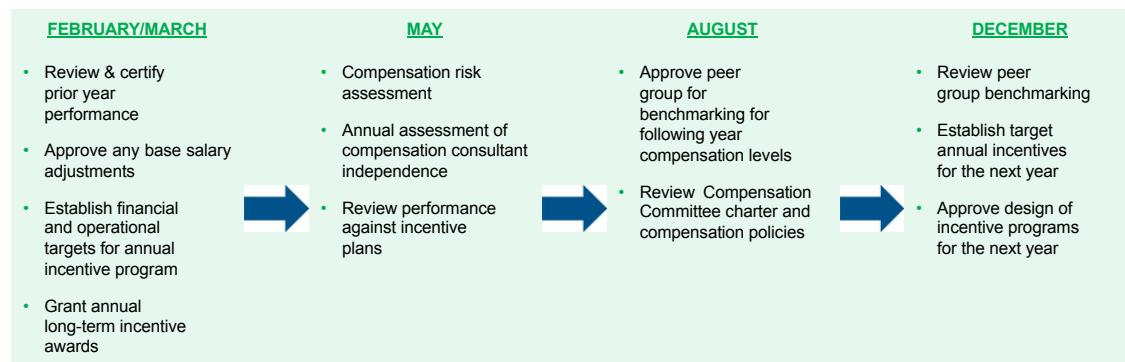 FEBRUARY/MARCH
• Review & certify
prior year
performance
• Approve any base salary
adjustments
• Establish financial
and operational
targets for annual
incentive program
• Grant annual
long-term incentive
awards
MAY
• Compensation risk
assessment
• Annual assessment of
compensation consultant
independence
• Review performance
against incentive
plans
AUGUST
• Approve peer
group for
benchmarking for
following year
compensation levels
• Review Compensation
Committee charter and
compensation policies
DECEMBER
• Review peer
group benchmarking
• Establish target
annual incentives
for the next year
• Approve design of
incentive programs
for the next year